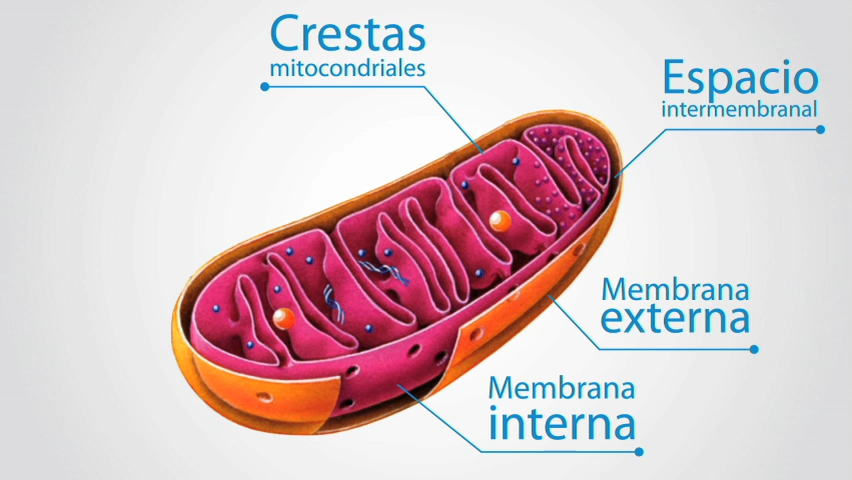 Crestas
mitocondriales
Espacio
intermembranal
Membrana
externa
Membrana
interna